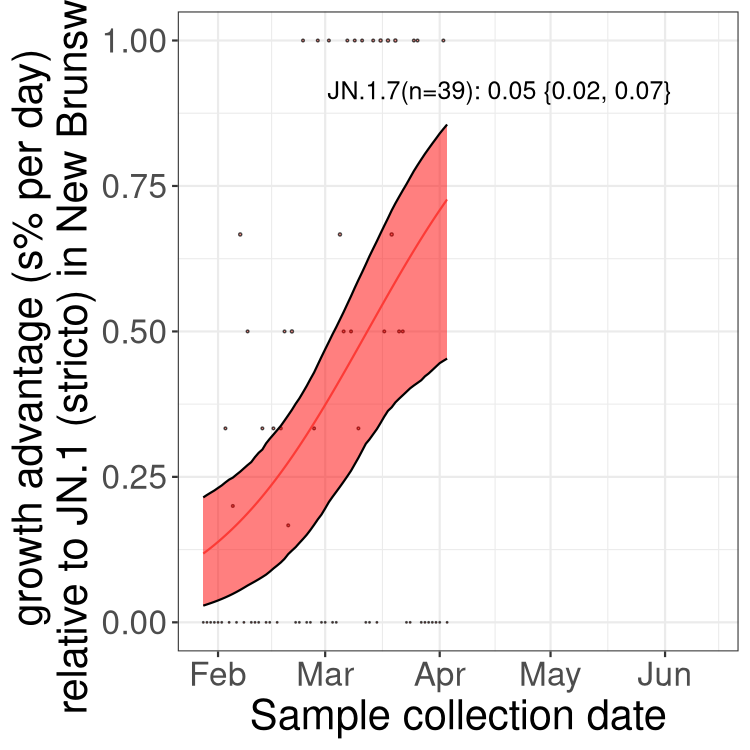 growth advantage (s% per day)
relative to JN.1 (stricto) in New Brunsw
1.00
0.75
0.50
0.25
0.00
JN.1.7(n=39): 0.05 {0.02, 0.07}
Feb Mar Apr May Jun
Sample collection date